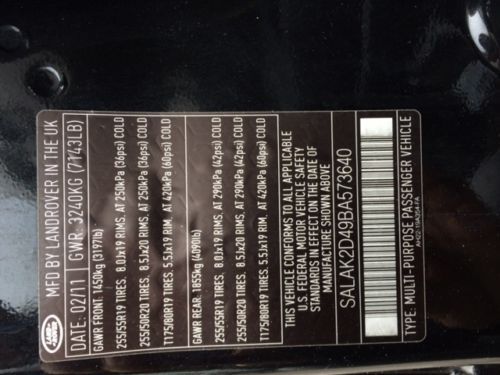 LAND-
ROVER
MFD BY LANDROVER IN THE UK
DATE: 02/11 GWR: 3240KG (7143LB)
GAWR FRONT: 1450kg (3197lb)
255/55R19 TIRES. 8.0Jx19 RIMS. AT 250kPa (36psi) COLD
255/50R20 TIRES. 8.5Jx20 RIMS. AT 250kPa (36psi) COLD
T175/80R19 TIRES. 5.5Jx19 RIM. AT 420kPa (60psi) COLD
GAWR REAR: 1855kg (4090lb)
255/55R19 TIRES. 8.0Jx19 RIMS. AT 290kPa (42psi) COLD
255/50R20 TIRES. 8.5Jx20 RIMS. AT 290kPa (42psi) COLD
T175/80R19 TIRES. 5.5Jx19 RIM. AT 420kPa (60psi) COLD
THIS VEHICLE CONFORMS TO ALL APPLICABLE
U.S. FEDERAL MOTOR VEHICLE SAFETY
STANDARDS IN EFFECT ON THE DATE OF
MANUFACTURE SHOWN ABOVE
SALAK2D49BA573640
TYPE: MULTI-PURPOSE PASSENGER VEHICLE